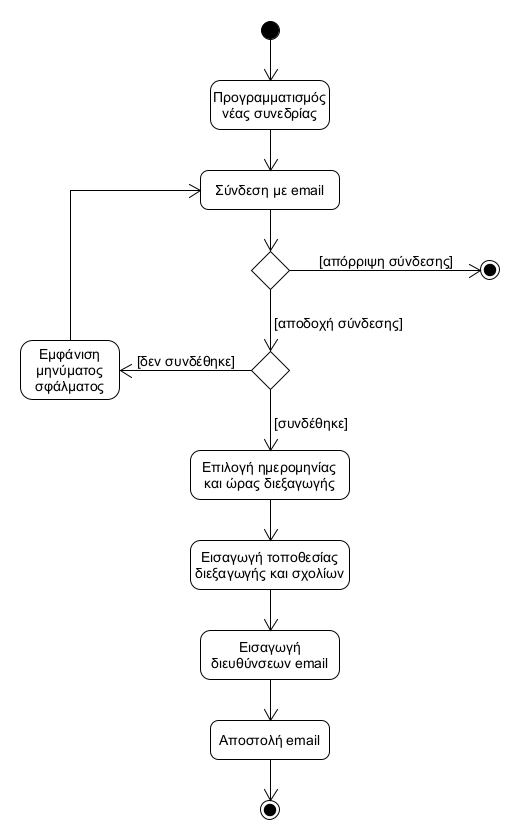 Προγραμματισμός
νέας συνεδρίας
Σύνδεση με email
[απόρριψη σύνδεσης]
[αποδοχή σύνδεσης]
Εμφάνιση
μηνύματος
σφάλματος
[δεν συνδέθηκε]
[συνδέθηκε]
Επιλογή ημερομηνίας
και ώρας διεξαγωγής
Εισαγωγή τοποθεσίας
διεξαγωγής και σχολίων
Εισαγωγή
διευθύνσεων email
Αποστολή email